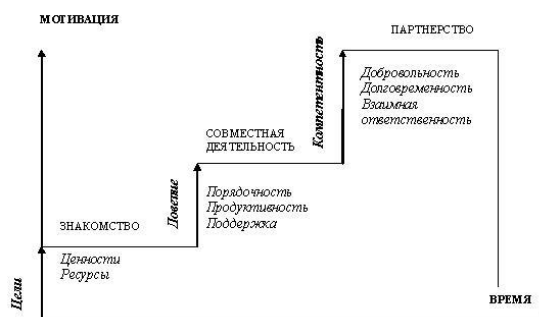 МОТИВАЦИЯ
ПАРТНЕРСТВО
Компетентность
Добровольность
Долговременность
Взаимная
ответственность
СОВМЕСТНАЯ
ДЕЯТЕЛЬНОСТЬ
Доверие
Порядочность
Продуктивность
Поддержка
ЗНАКОМСТВО
Ценности
Ресурсы
Цели
ВРЕМЯ